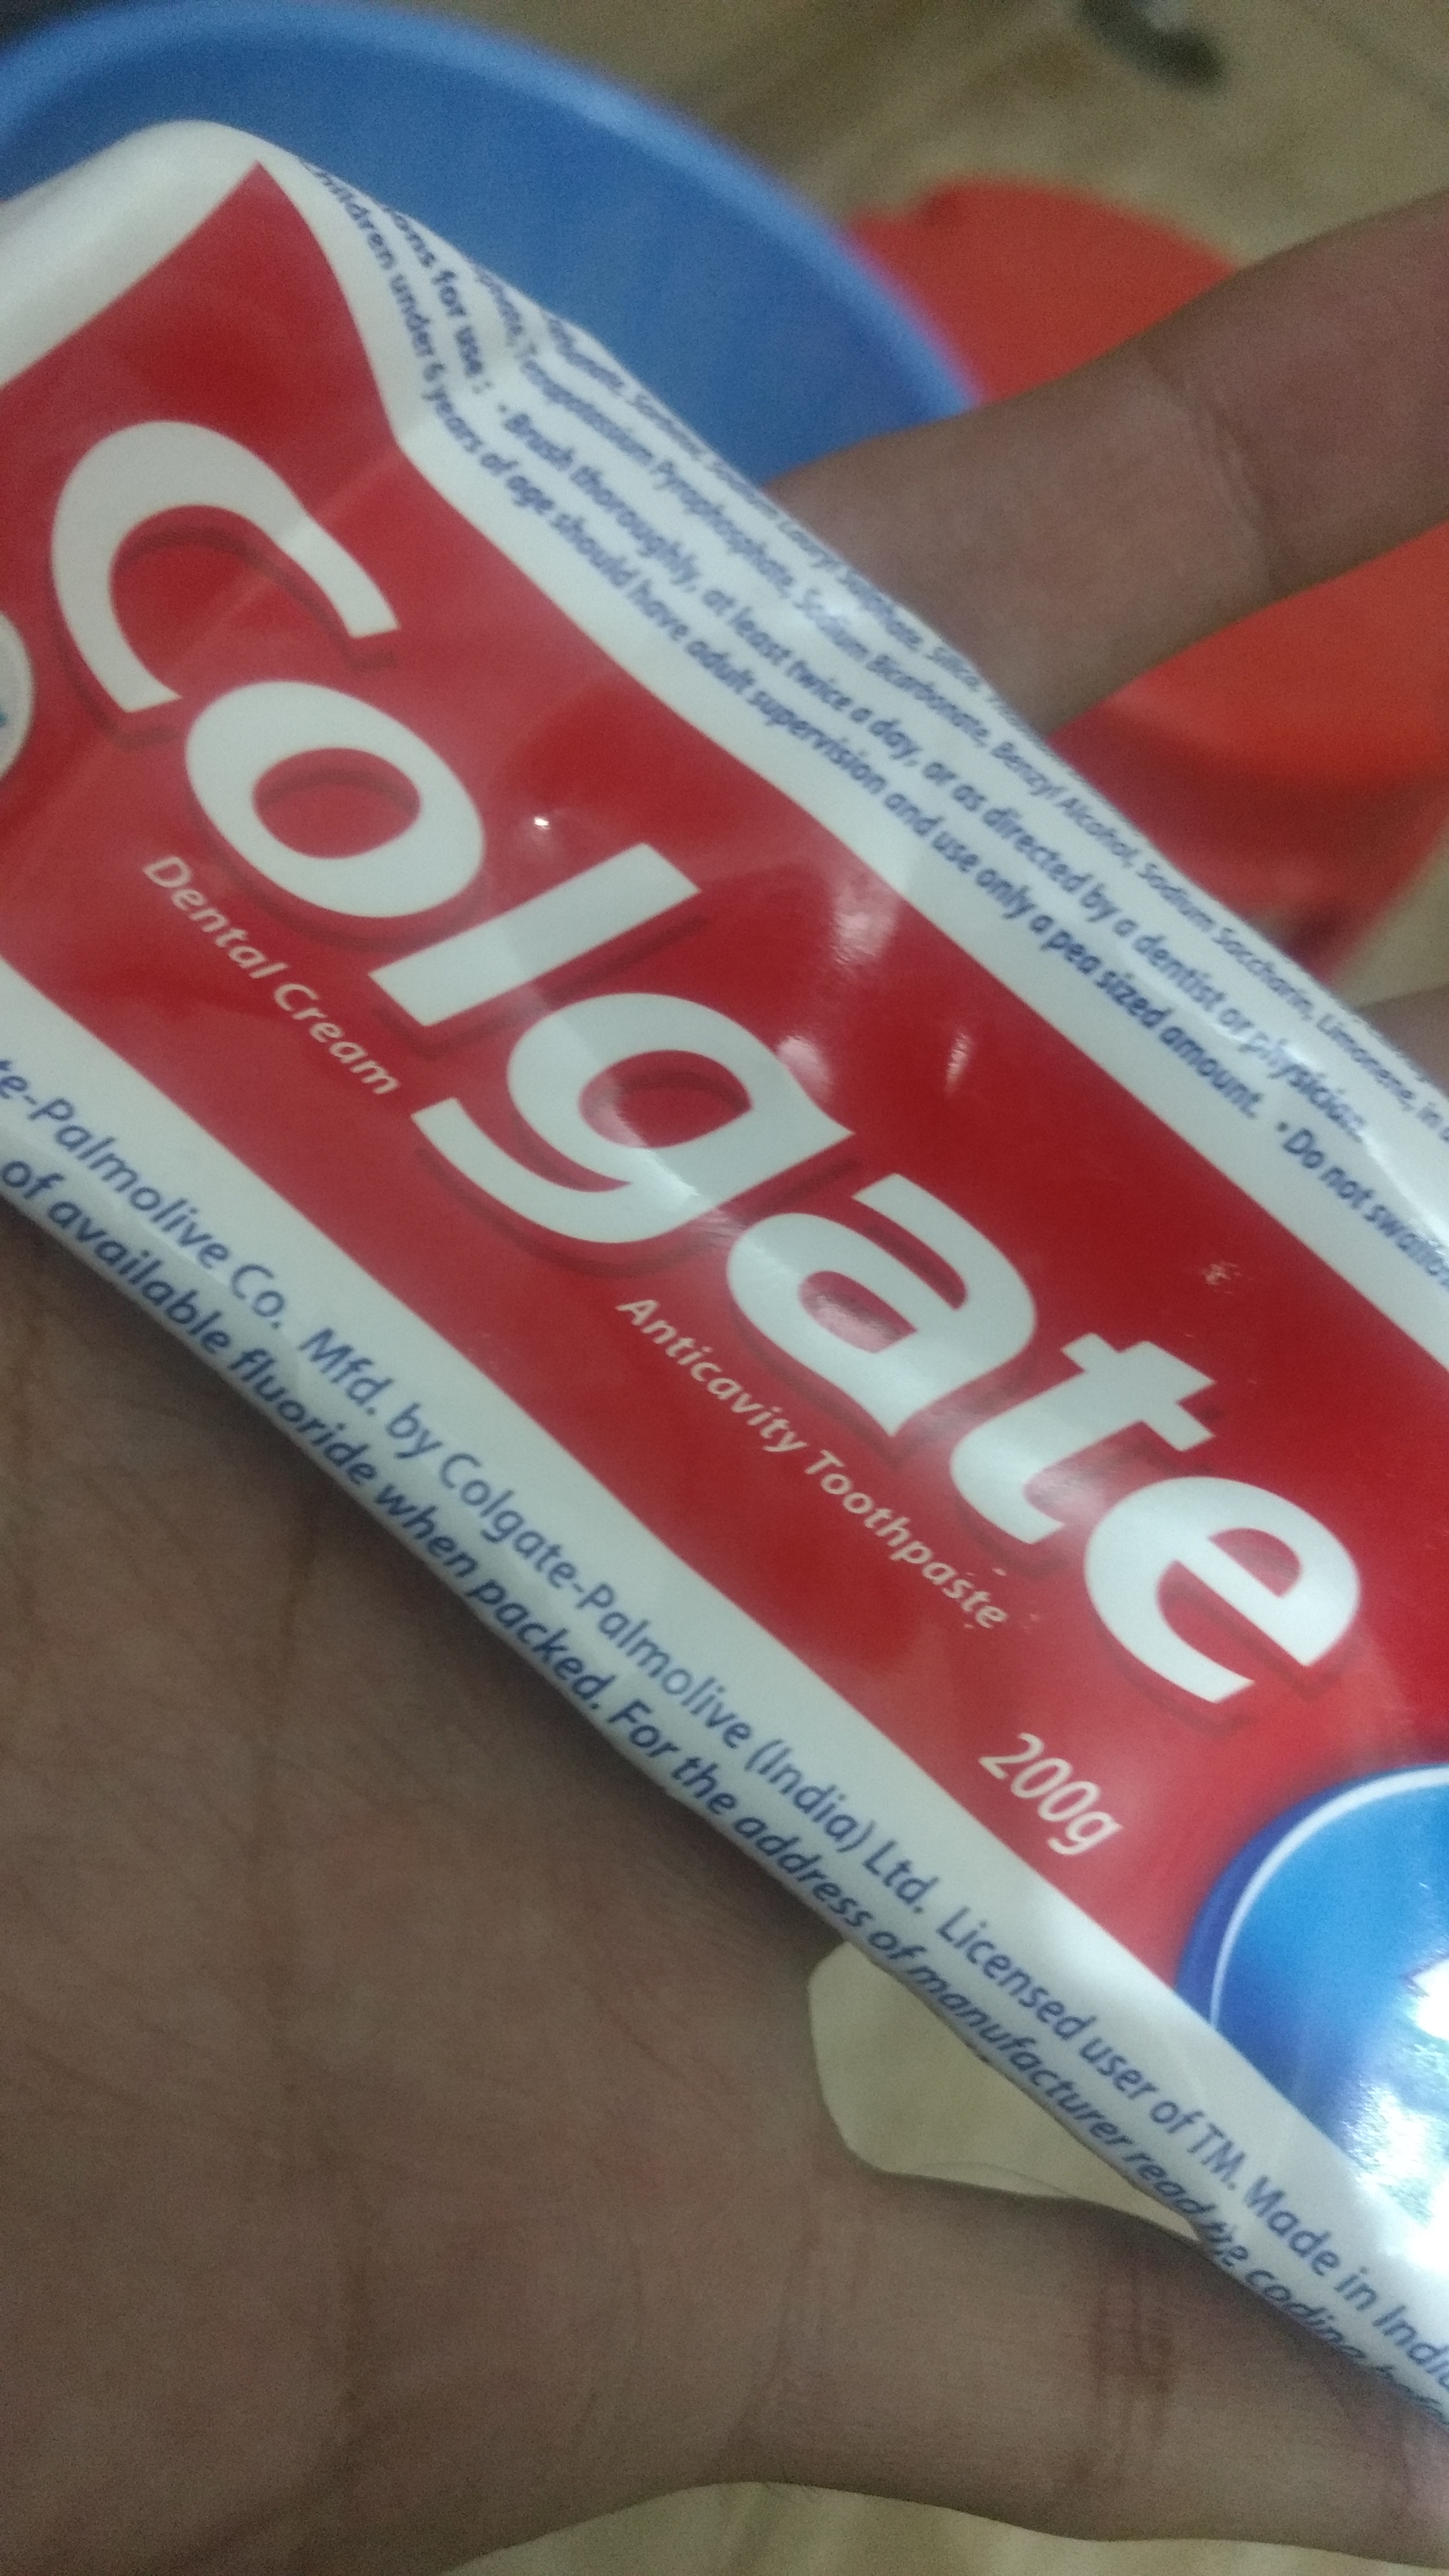 Sorbitol, Sodium Lauryl Sulphate, Silica,
Tetrapotassium Pyrophosphate, Sodium Bicarbonate, Benzyl Alcohol, Sodium Saccharin, Limonene, in
ons for use : • Brush thoroughly, at least twice a day, or as directed by a dentist or physician.
hildren under 6 years of age should have adult supervision and use only a pea sized amount. • Do not swallow
Colgate
Dental Cream
Anticavity Toothpaste
200g
te-Palmolive Co. Mfd. by Colgate-Palmolive (India) Ltd. Licensed user of TM. Made in India
of available fluoride when packed. For the address of manufacturer read the coding